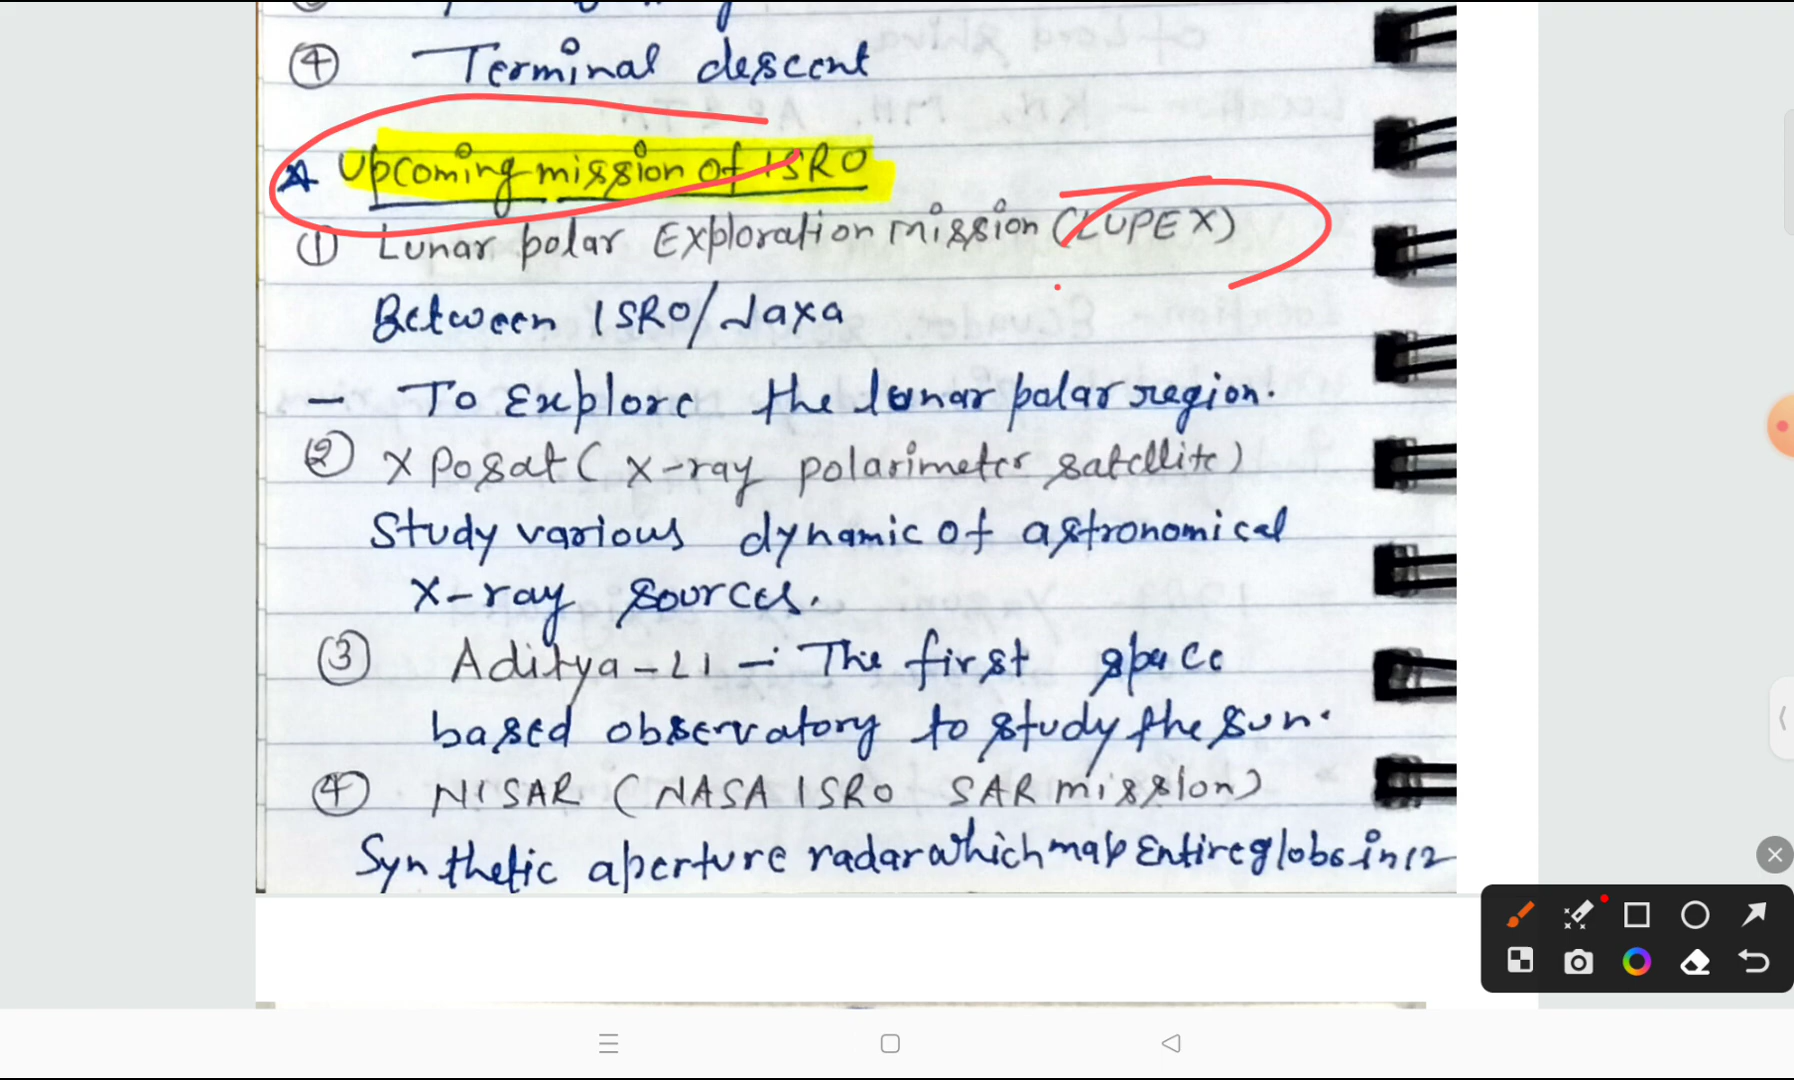 ④ Terminal descent
Upcoming mission of ISRO
① Lunar polar Exploration mission (LUPEX)
Between ISRO/Jaxa
– To Explore the lunar polar region.
② X Posat ( X-ray polarimeter satellite)
Study various dynamic of astronomical
X-ray sources.
③ Aditya-L1 – The first space
based observatory to study the sun.
④ NISAR (NASA ISRO SAR mission)
Synthetic aperture radar which map Entire globe in 12